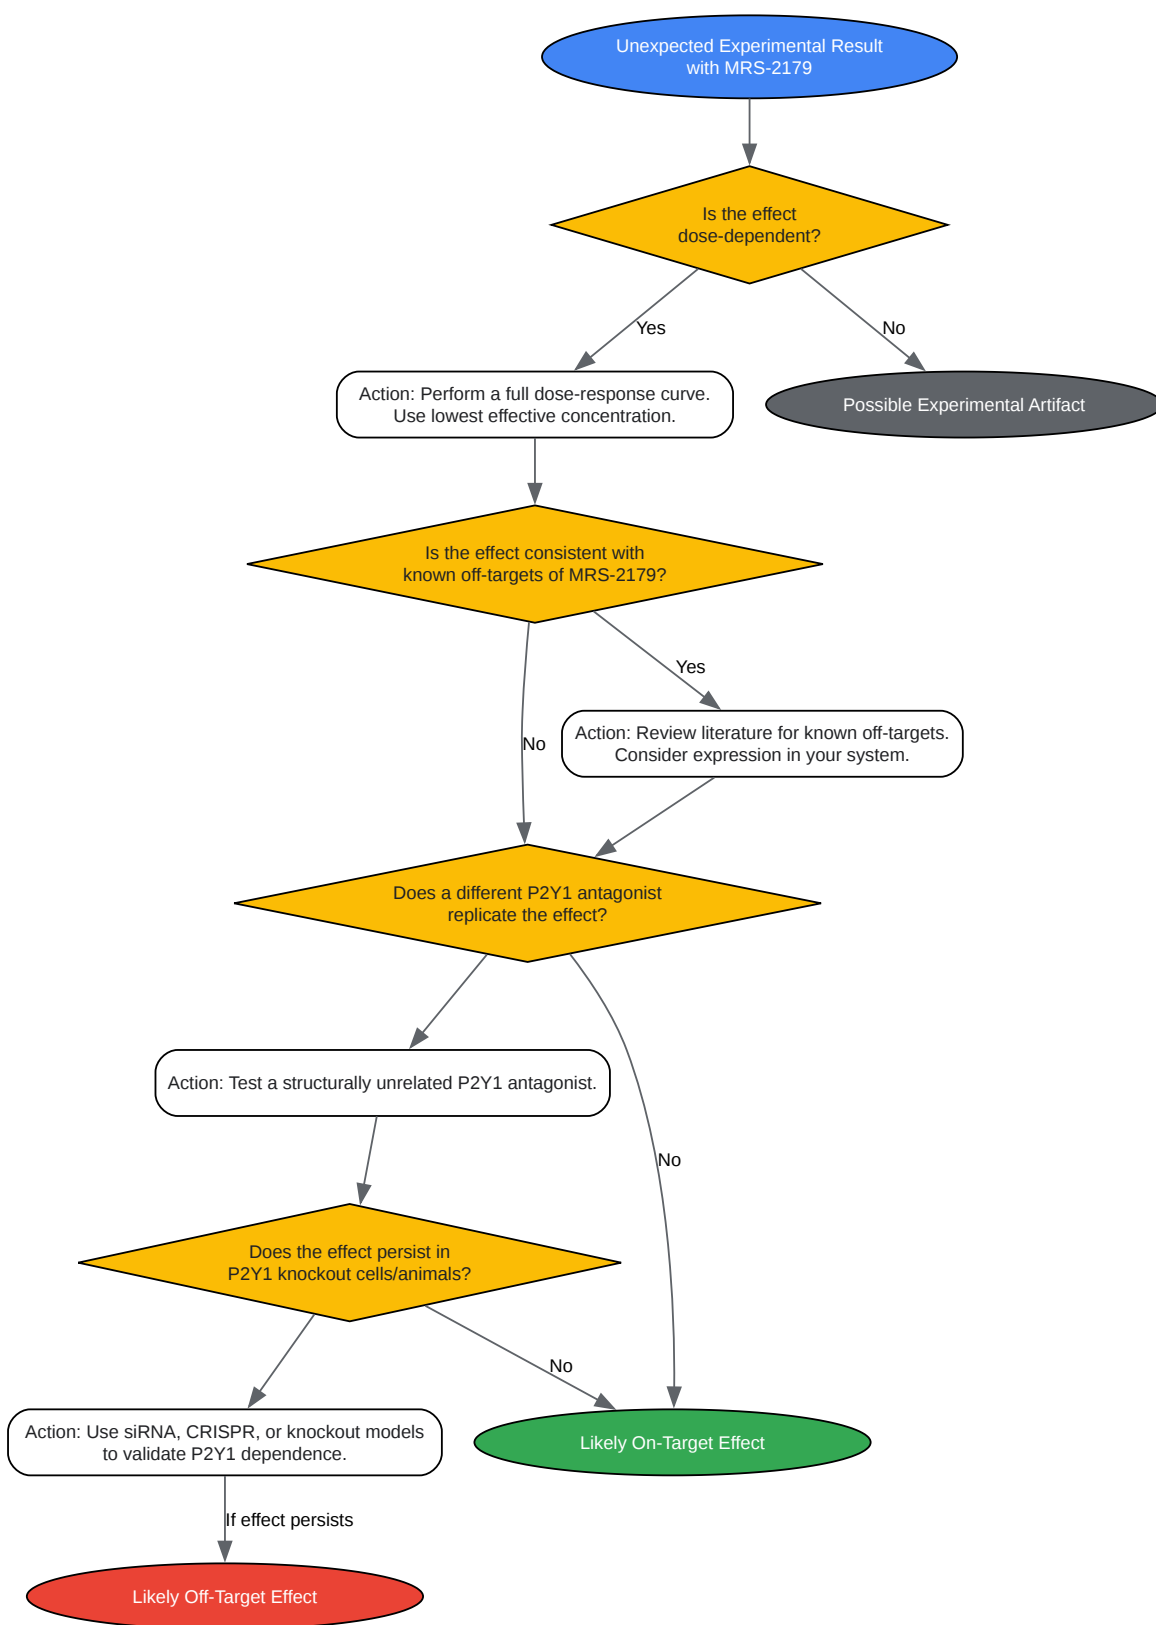 Unexpected Experimental Result
with MRS-2179
Is the effect
dose-dependent?
Yes
No
Action: Perform a full dose-response curve.
Use lowest effective concentration.
Possible Experimental Artifact
Is the effect consistent with
known off-targets of MRS-2179?
Yes
No
Action: Review literature for known off-targets.
Consider expression in your system.
Does a different P2Y1 antagonist
replicate the effect?
Action: Test a structurally unrelated P2Y1 antagonist.
No
Does the effect persist in
P2Y1 knockout cells/animals?
No
Action: Use siRNA, CRISPR, or knockout models
to validate P2Y1 dependence.
Likely On-Target Effect
If effect persists
Likely Off-Target Effect